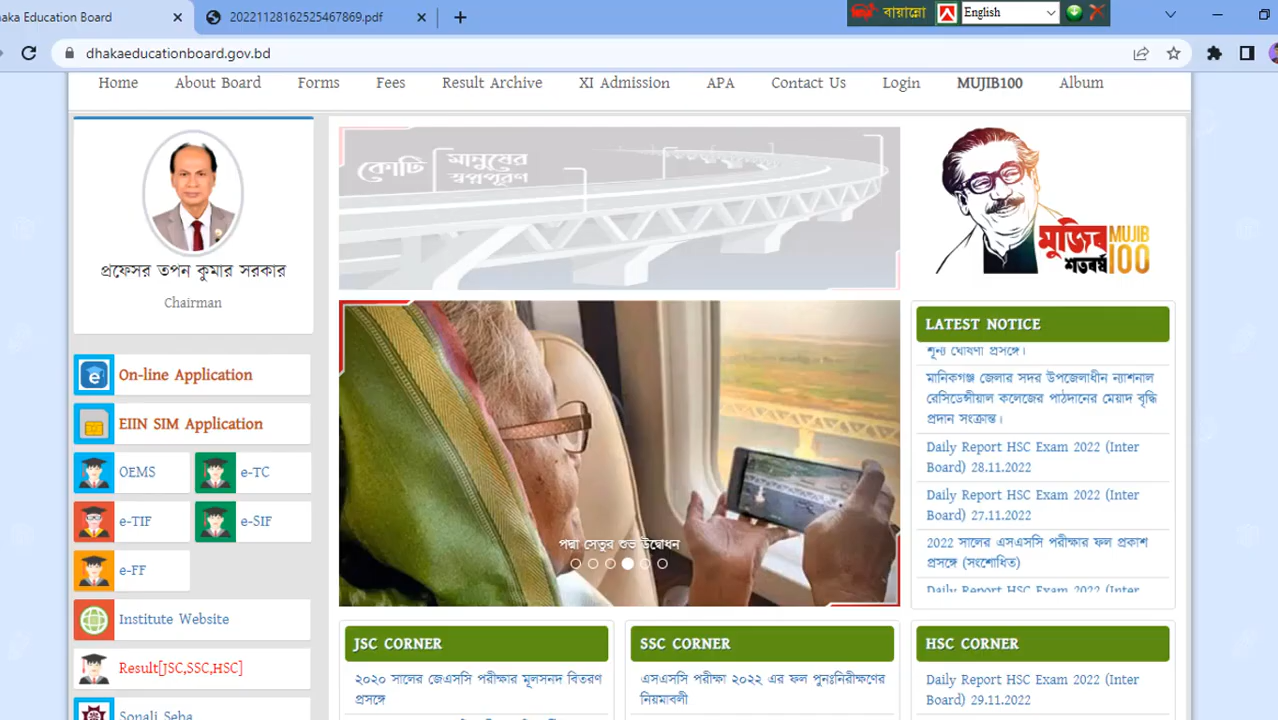 haka Education Board
20221128162525467869.pdf
বায়ান্নো
English
dhakaeducationboard.gov.bd
Home
About Board
Forms
Fees
Result Archive
XI Admission
APA
Contact Us
Login
MUJIB100
Album
প্রফেসর তপন কুমার সরকার
Chairman
On-line Application
EIIN SIM Application
OEMS
e-TC
e-TIF
e-SIF
e-FF
Institute Website
Result[JSC,SSC,HSC]
Sonali Seba
কোটি
মানুষের
স্বপ্নপূরণ
পদ্মা সেতুর শুভ উদ্বোধন
মুজিব
শতবর্ষ
MUJIB
100
LATEST NOTICE
শূন্য ঘোষণা প্রসঙ্গে।
মানিকগঞ্জ জেলার সদর উপজেলাধীন ন্যাশনাল
রেসিডেন্সীয়াল কলেজের পাঠদানের মেয়াদ বৃদ্ধি
প্রদান সংক্রান্ত।
Daily Report HSC Exam 2022 (Inter
Board) 28.11.2022
Daily Report HSC Exam 2022 (Inter
Board) 27.11.2022
2022 সালের এসএসসি পরীক্ষার ফল প্রকাশ
প্রসঙ্গে (সংশোধিত)
Daily Report HSC Exam 2022 (Inter
JSC CORNER
২০২০ সালের জেএসসি পরীক্ষার মূলসনদ বিতরণ
প্রসঙ্গে
SSC CORNER
এসএসসি পরীক্ষা ২০২২ এর ফল পুনঃনিরীক্ষণের
নিয়মাবলী
HSC CORNER
Daily Report HSC Exam 2022 (Inter
Board) 29.11.2022